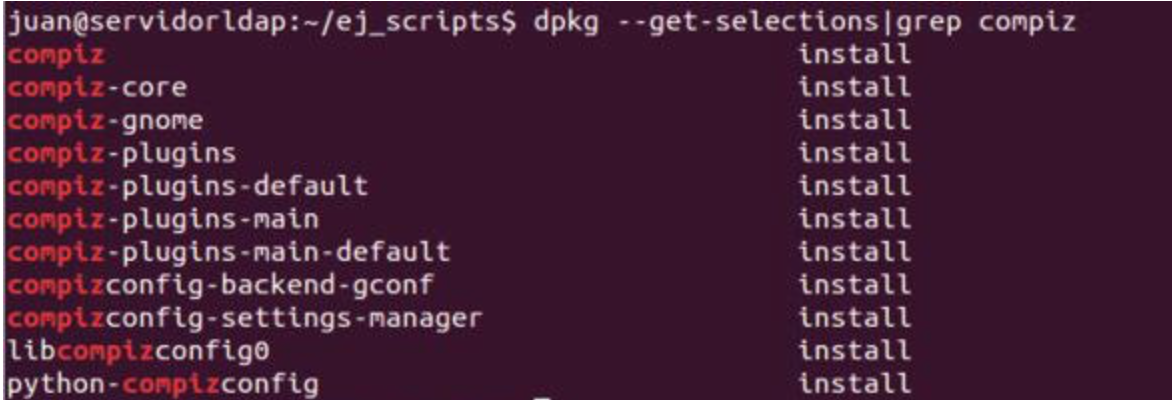 juan@servidorldap:~/ej_scripts$ dpkg --get-selections|grep compiz
compiz install
compiz-core install
compiz-gnome install
compiz-plugins install
compiz-plugins-default install
compiz-plugins-main install
compiz-plugins-main-default install
compizconfig-backend-gconf install
compizconfig-settings-manager install
libcompizconfig0 install
python-compizconfig install